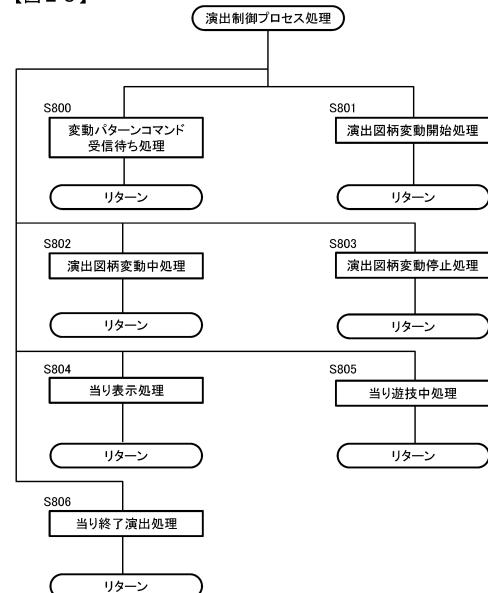 演出制御プロセス処理
S800
変動パターンコマンド
受信待ち処理
リターン
S801
演出図柄変動開始処理
リターン
S802
演出図柄変動中処理
リターン
S803
演出図柄変動停止処理
リターン
S804
当り表示処理
リターン
S805
当り遊技中処理
リターン
S806
当り終了演出処理
リターン